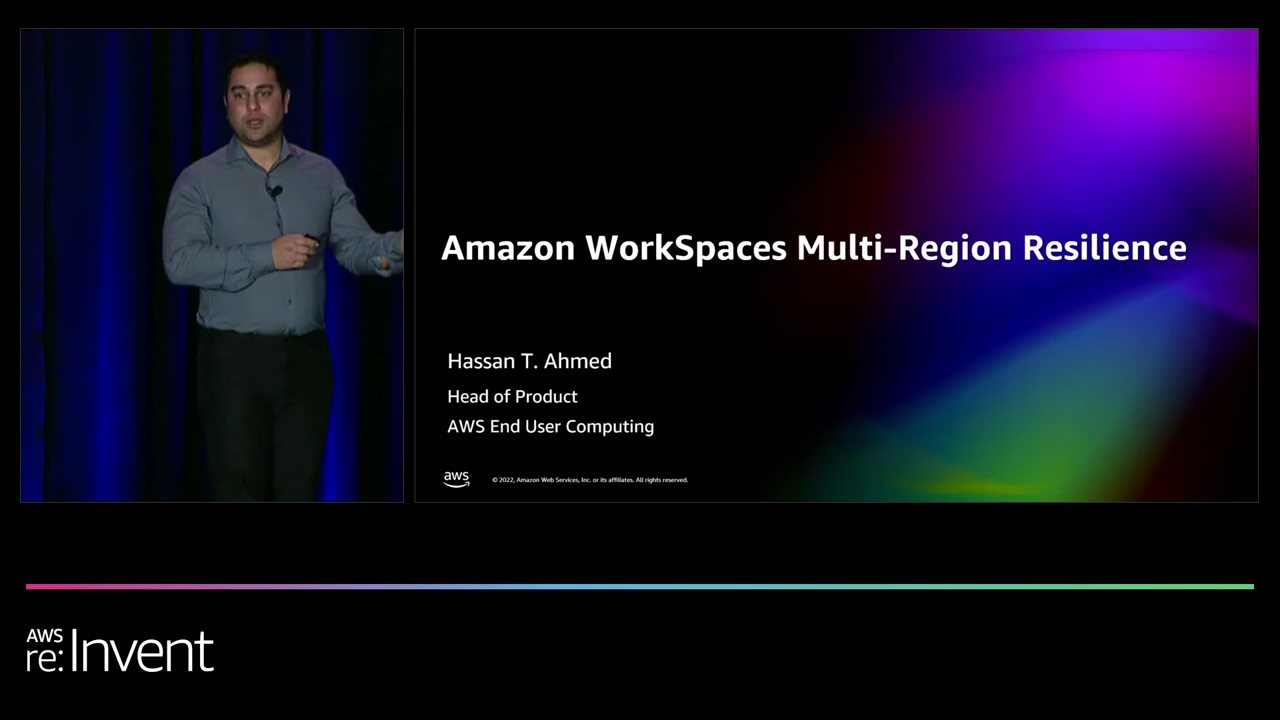 Amazon WorkSpaces Multi-Region Resilience
Hassan T. Ahmed
Head of Product
AWS End User Computing
aws
© 2022, Amazon Web Services, Inc. or its affiliates. All rights reserved.
AWS
re:Invent